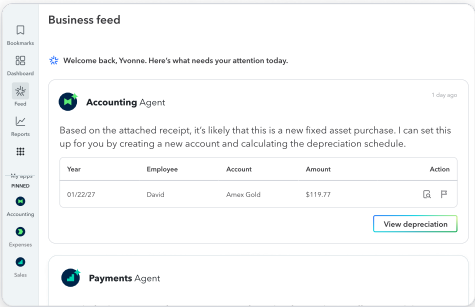 Business feed
Bookmarks
Dashboard
Feed
Reports
My apps
PINNED
Accounting
Expenses
Sales
Welcome back, Yvonne. Here's what needs your attention today.
Accounting Agent
1 day ago
Based on the attached receipt, it's likely that this is a new fixed asset purchase. I can set this
up for you by creating a new account and calculating the depreciation schedule.
Year Employee Account Amount Action
01/22/27 David Amex Gold $119.77
View depreciation
Payments Agent